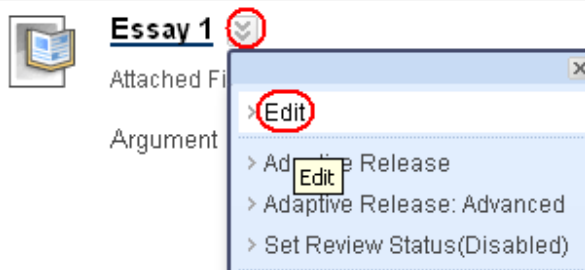 Essay 1
Attached Fi
Argument
Edit
Adaptive Release
Edit
Adaptive Release: Advanced
Set Review Status(Disabled)